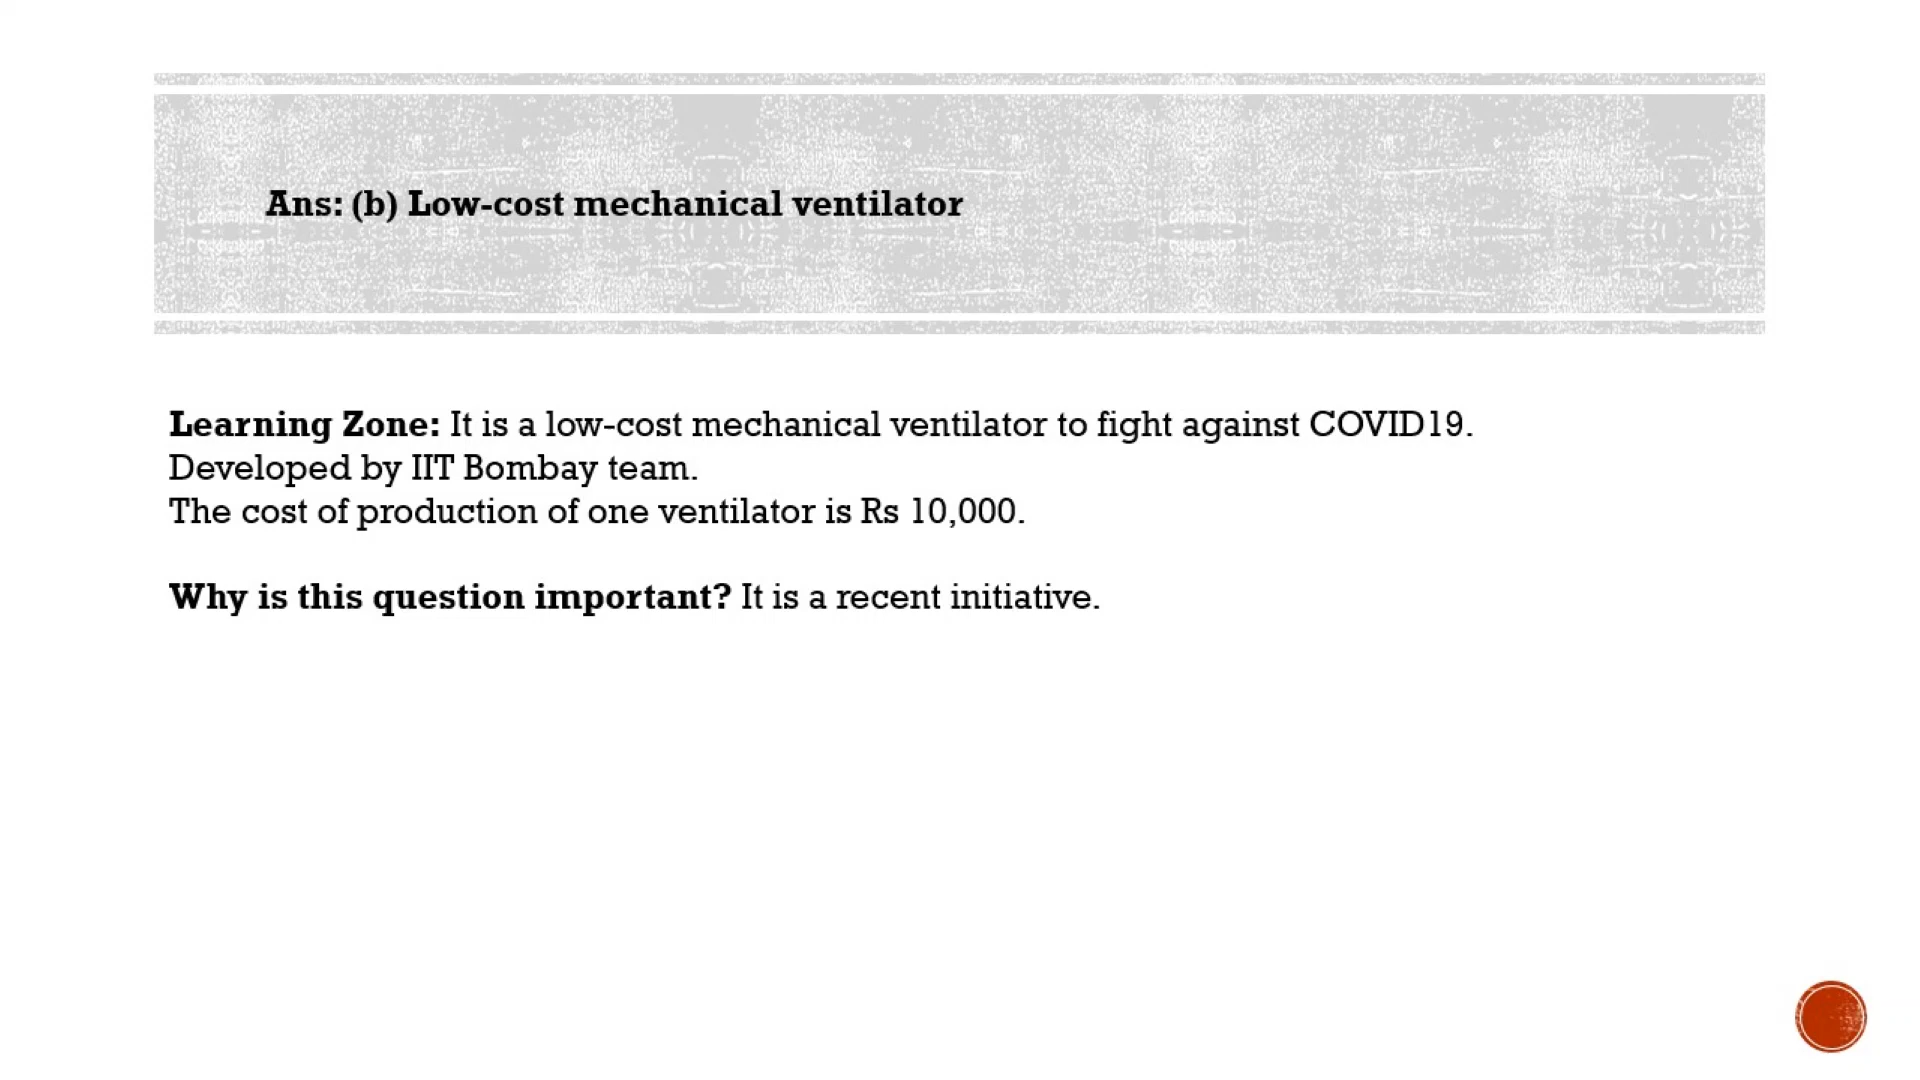 Ans: (b) Low-cost mechanical ventilator
Learning Zone: It is a low-cost mechanical ventilator to fight against COVID19.
Developed by IIT Bombay team.
The cost of production of one ventilator is Rs 10,000.
Why is this question important? It is a recent initiative.